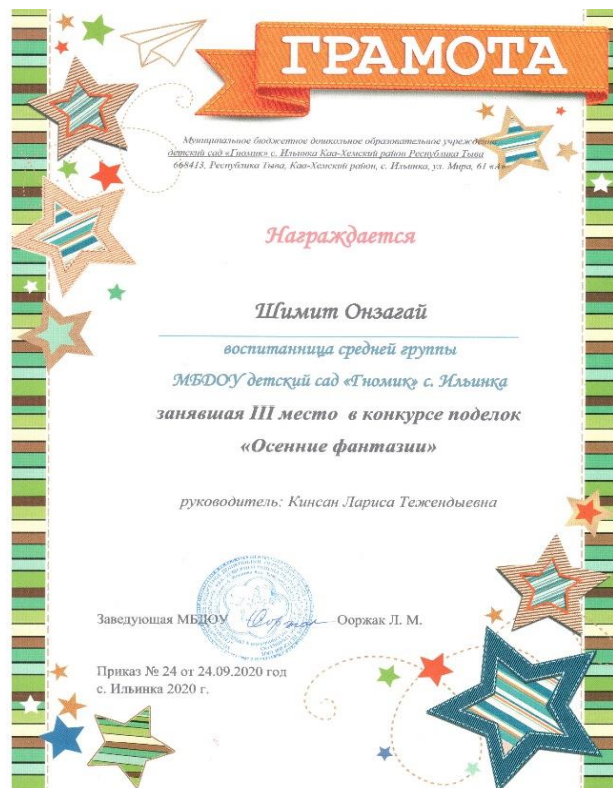 ГРАМОТА
Муниципальное бюджетное дошкольное образовательное учреждение
детский сад «Гномик» с. Ильинка Каа-Хемский район Республика Тыва
668413, Республика Тыва, Каа-Хемский район, с. Ильинка, ул. Мира, 61 «А»
Награждается
Шимит Онзагай
воспитанница средней группы
МБДОУ детский сад «Гномик» с. Ильинка
занявшая III место в конкурсе поделок
«Осенние фантазии»
руководитель: Кинсан Лариса Тежендыевна
Заведующая МБДОУ Ооржак Л. М.
Приказ № 24 от 24.09.2020 год
с. Ильинка 2020 г.